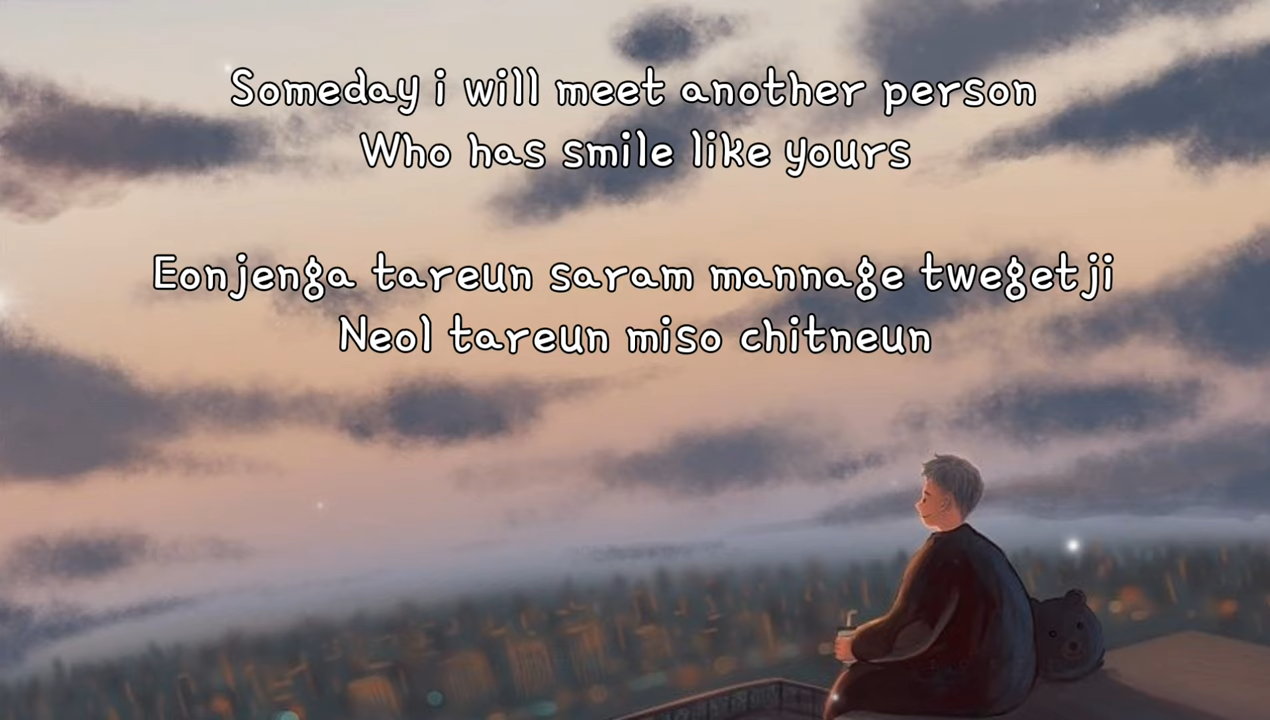 Someday i will meet another person
Who has smile like yours
Eonjenga tareun saram mannage twegetji
Neol tareun miso chitneun